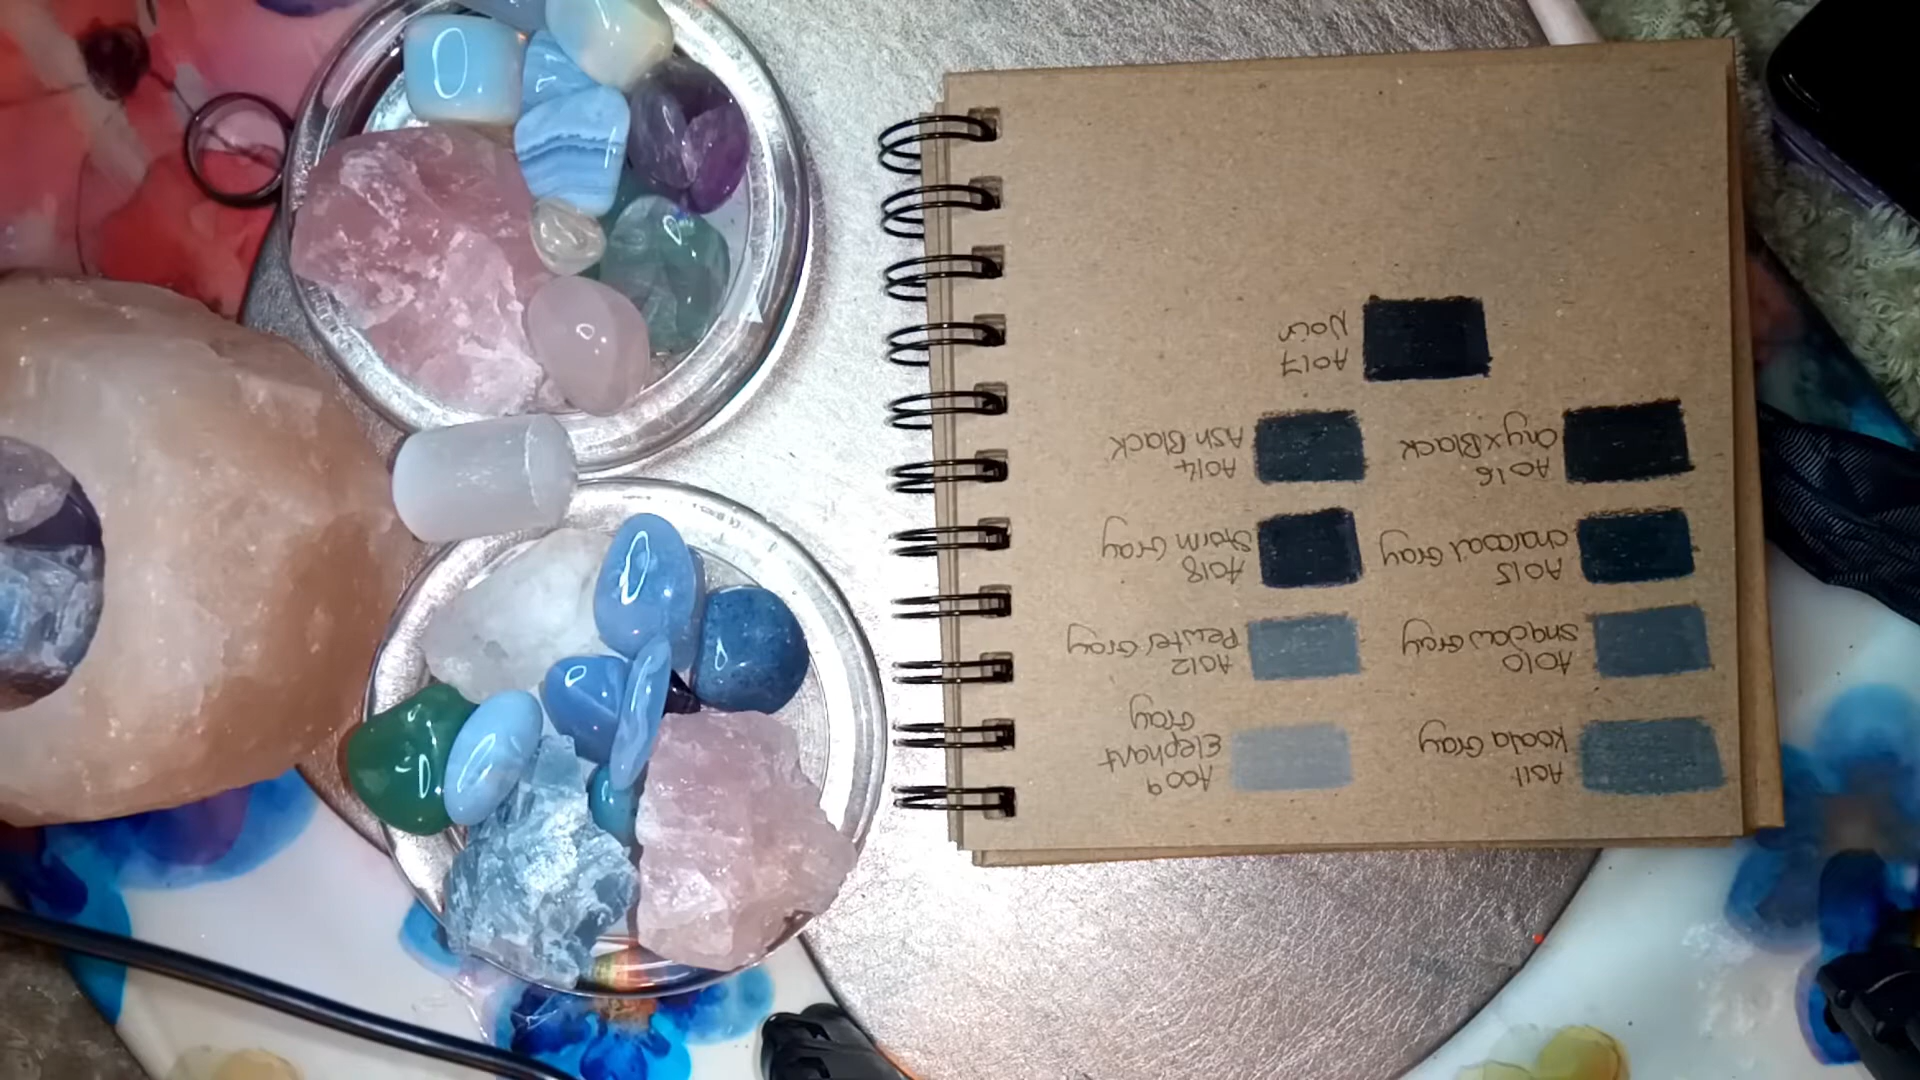 A011
Koala Gray
A009
Elephant
Gray
A010
Shadow Gray
A012
Pewter Gray
A015
Charcoal Gray
A018
Storm Gray
A016
Onyx Black
A014
Ash Black
A017
Noir